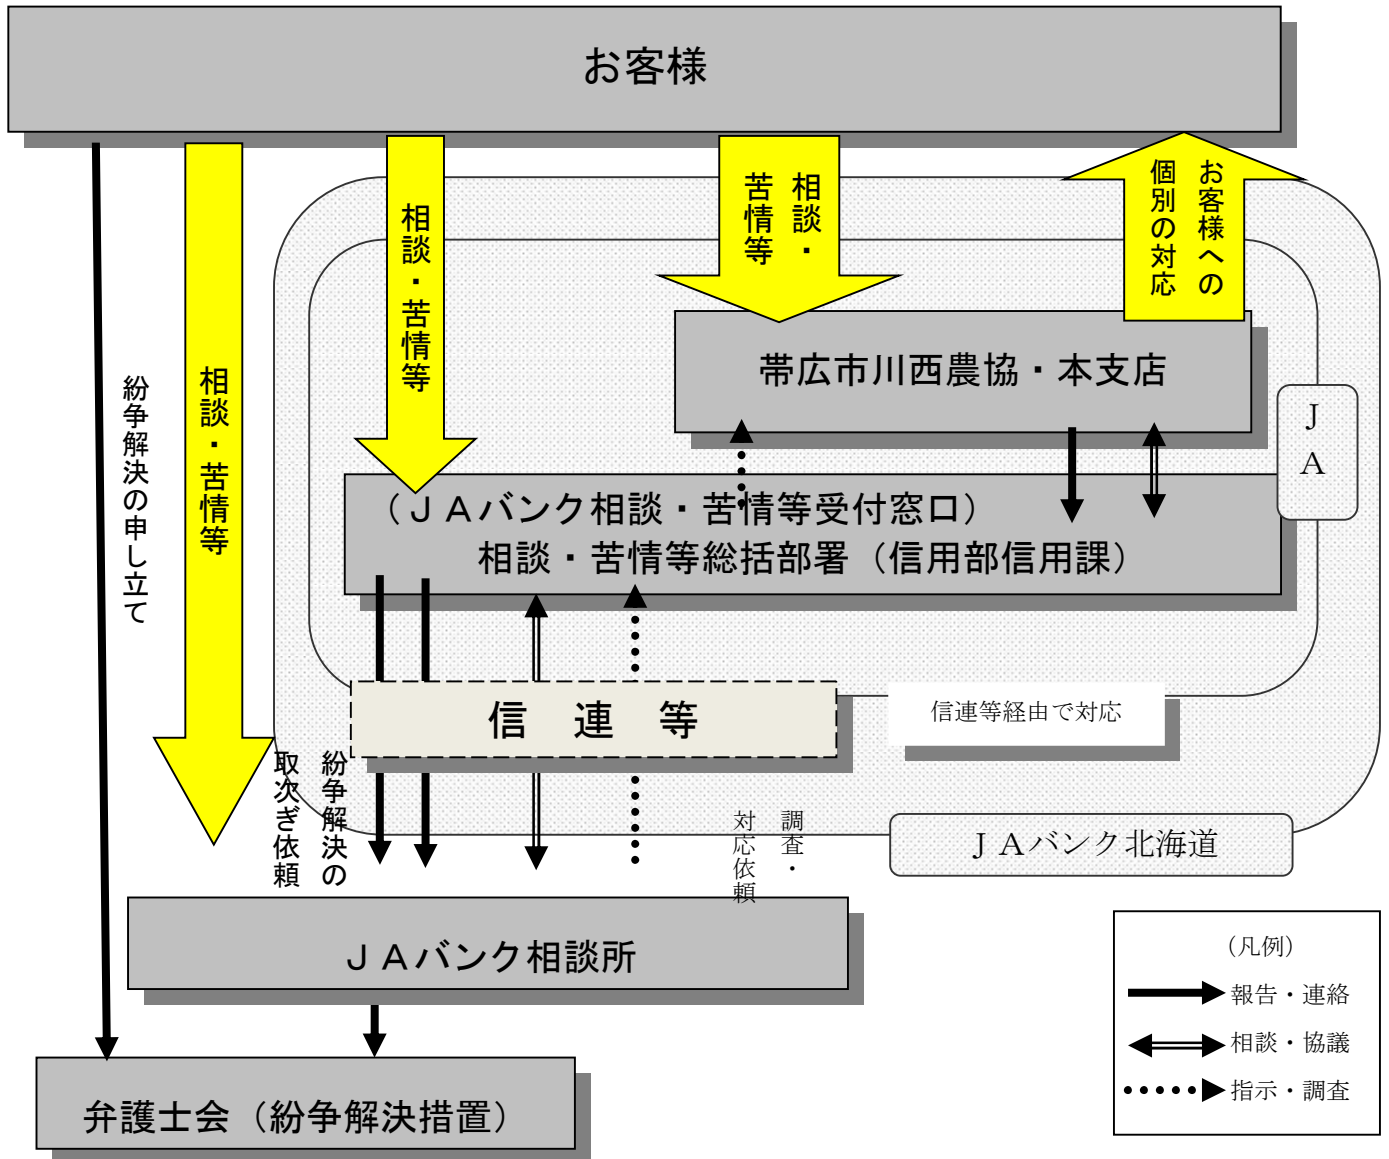 お客様
相談・
苦情等
お客様への
個別の対応
相談・苦情等
相談・苦情等
紛争解決の申し立て
帯広市川西農協・本支店
ＪＡ
（ＪＡバンク相談・苦情等受付窓口）
相談・苦情等総括部署（信用部信用課）
信　連　等
信連等経由で対応
紛争解決の
取次ぎ依頼
調査・
対応依頼
ＪＡバンク北海道
ＪＡバンク相談所
弁護士会（紛争解決措置）
（凡例）
報告・連絡
相談・協議
指示・調査